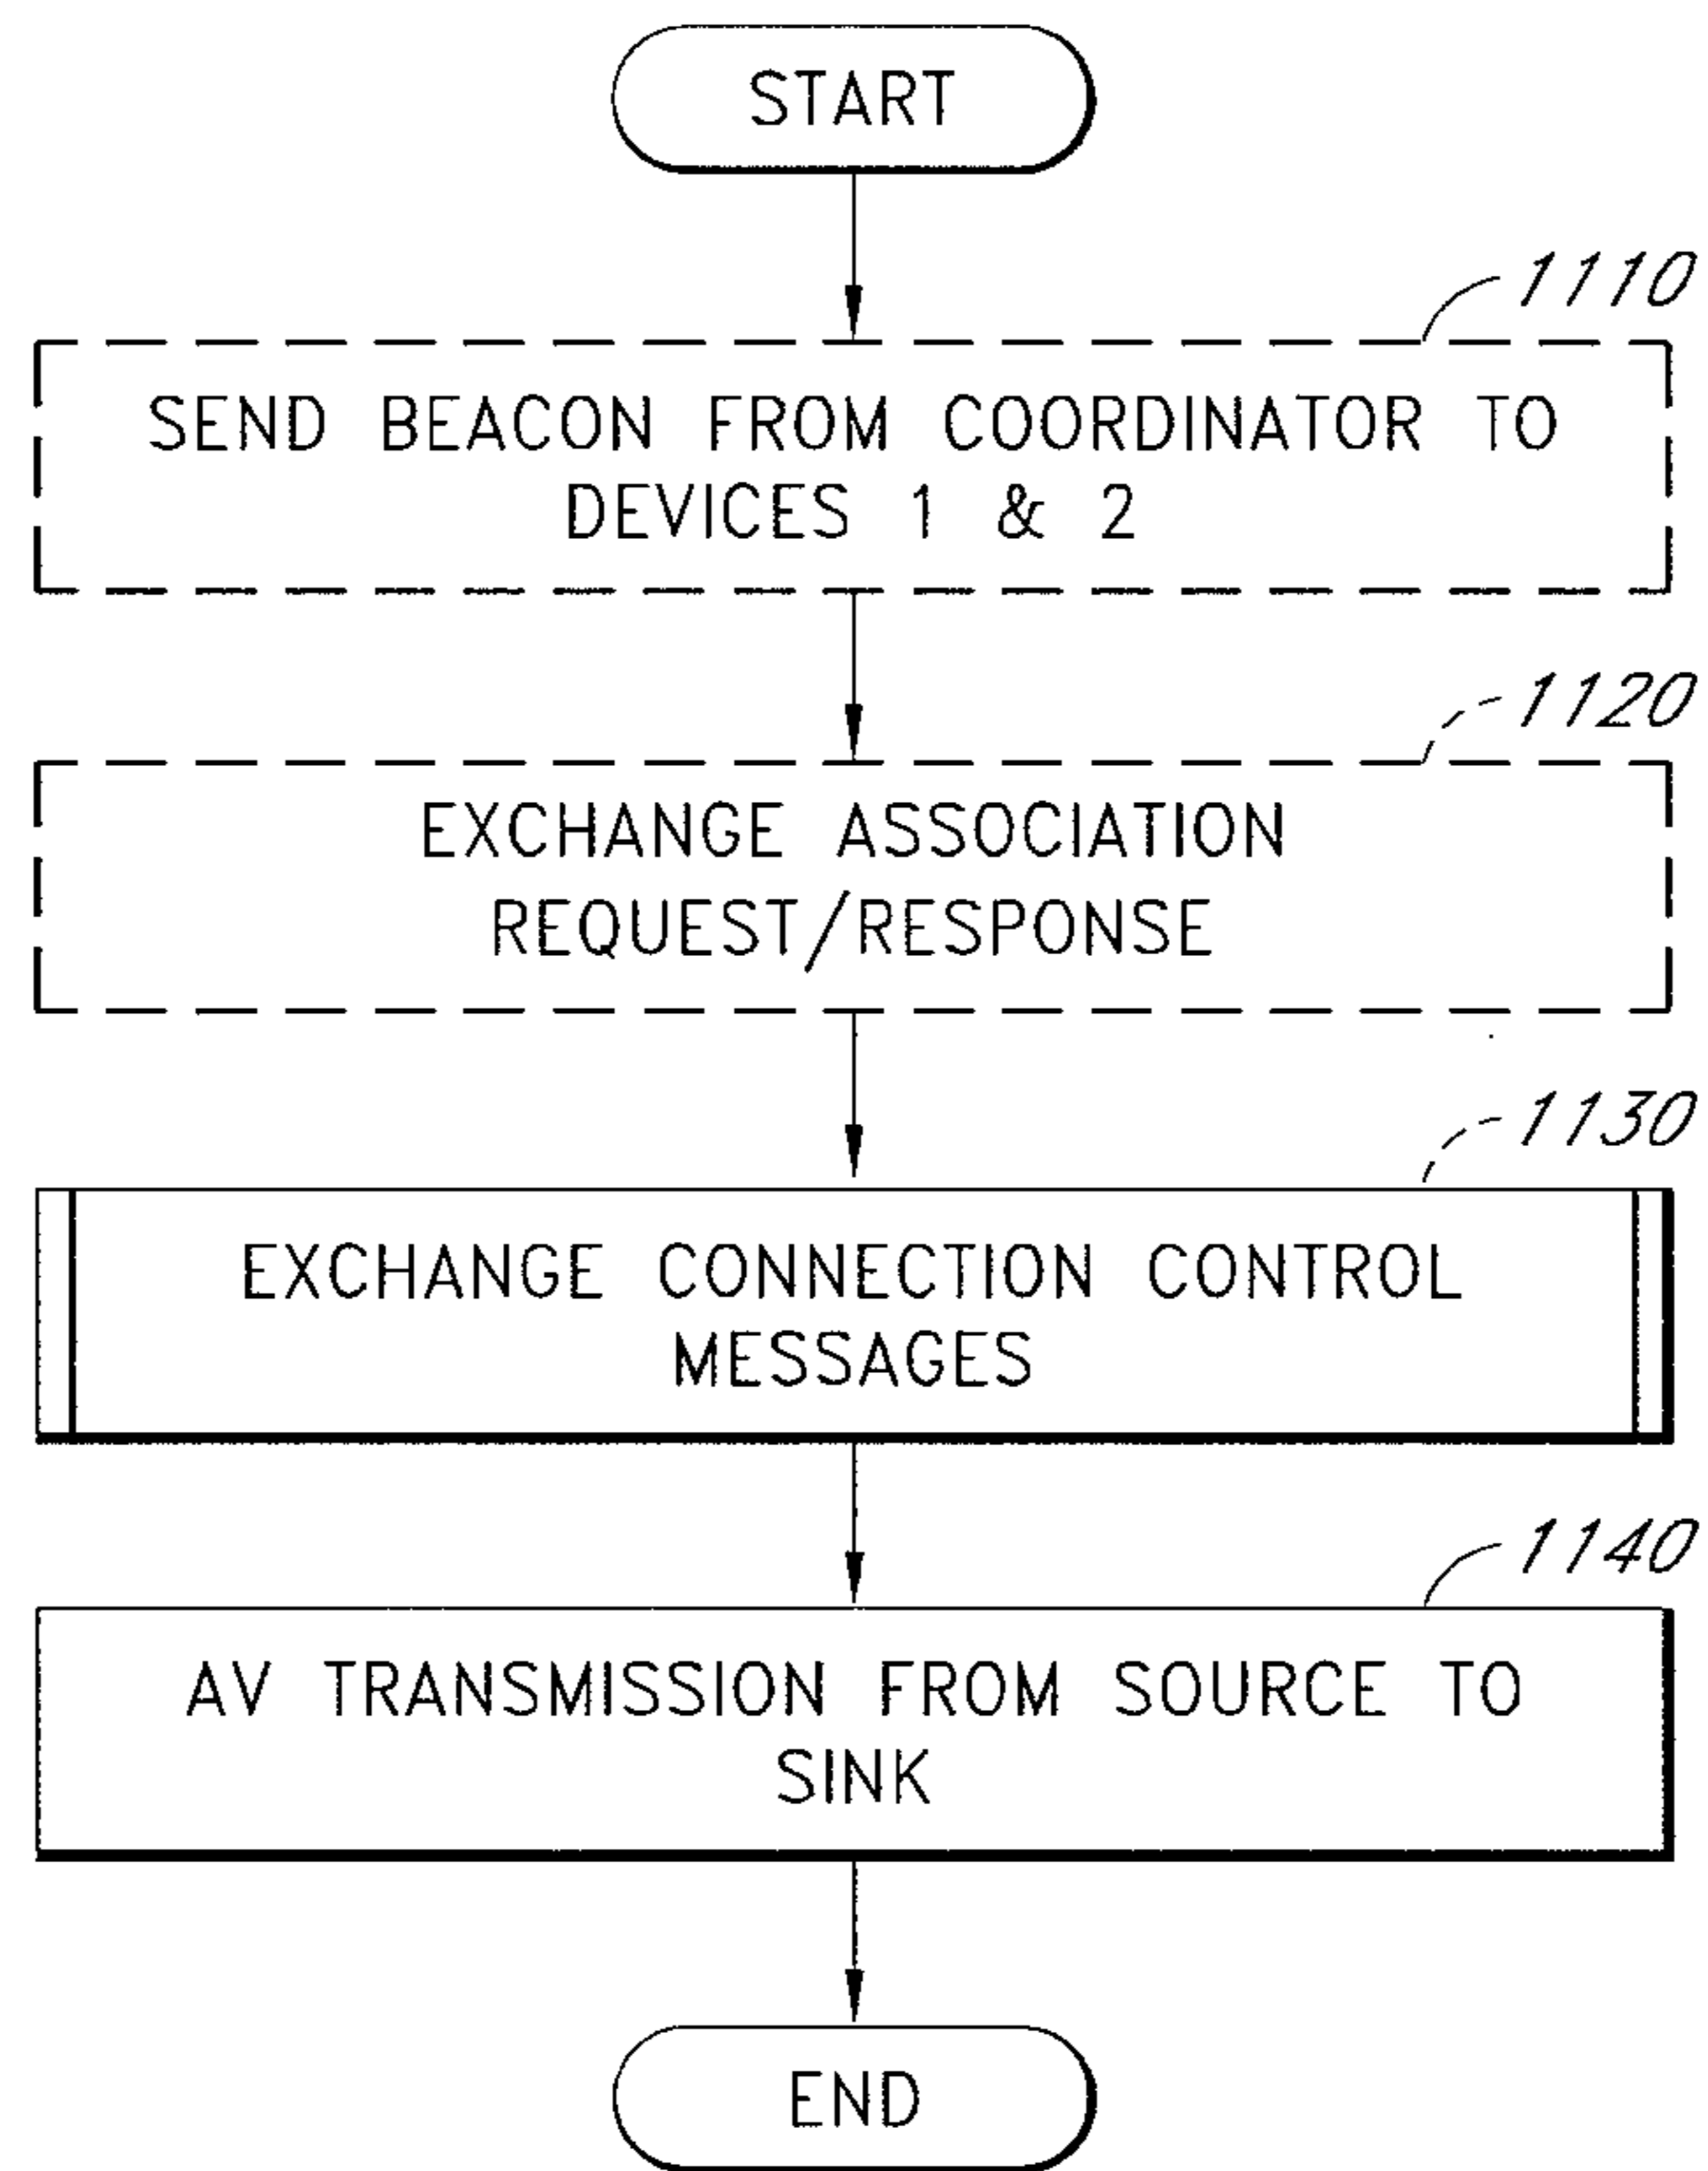 START
1110
SEND BEACON FROM COORDINATOR TO
DEVICES 1 & 2
1120
EXCHANGE ASSOCIATION
REQUEST/RESPONSE
1130
EXCHANGE CONNECTION CONTROL
MESSAGES
1140
AV TRANSMISSION FROM SOURCE TO
SINK
END